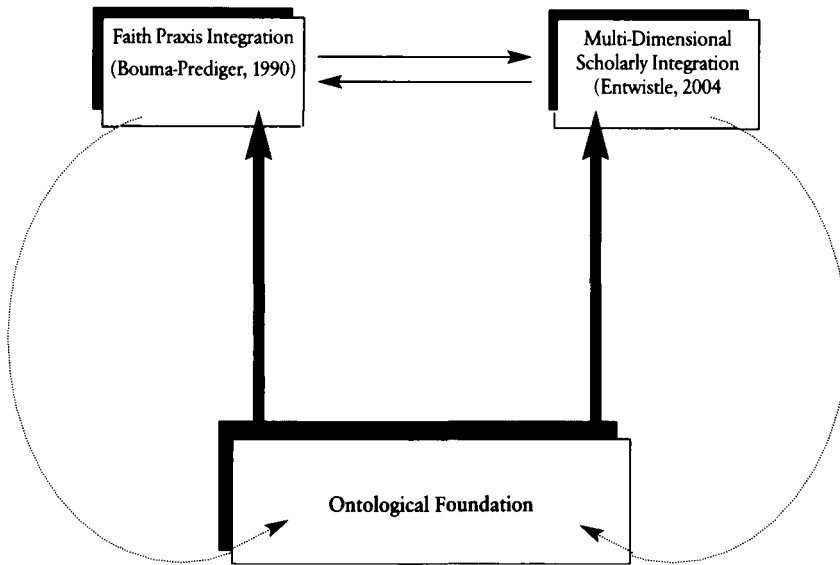 Faith Praxis Integration
(Bouma-Prediger, 1990)
Multi-Dimensional
Scholarly Integration
(Entwistle, 2004
Ontological Foundation